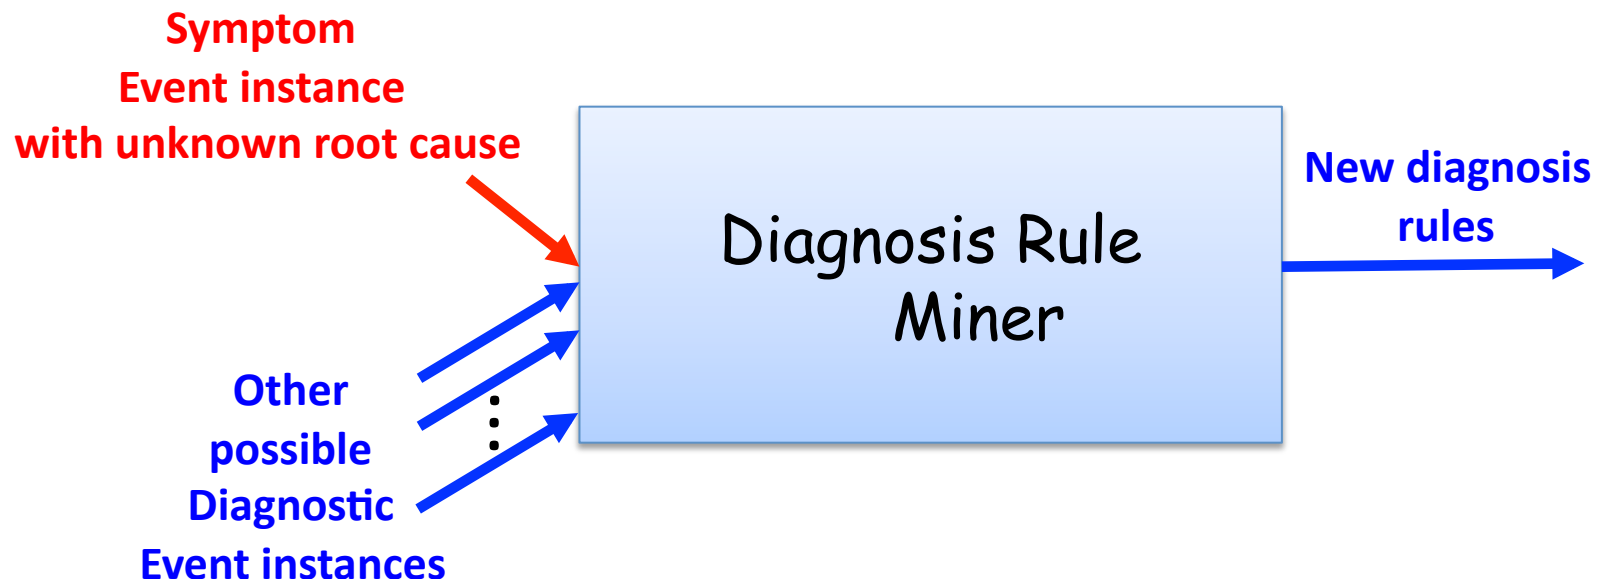 Symptom
Event instance
with unknown root cause
Diagnosis Rule
Miner
New diagnosis
rules
Other
possible
Diagnostic
Event instances